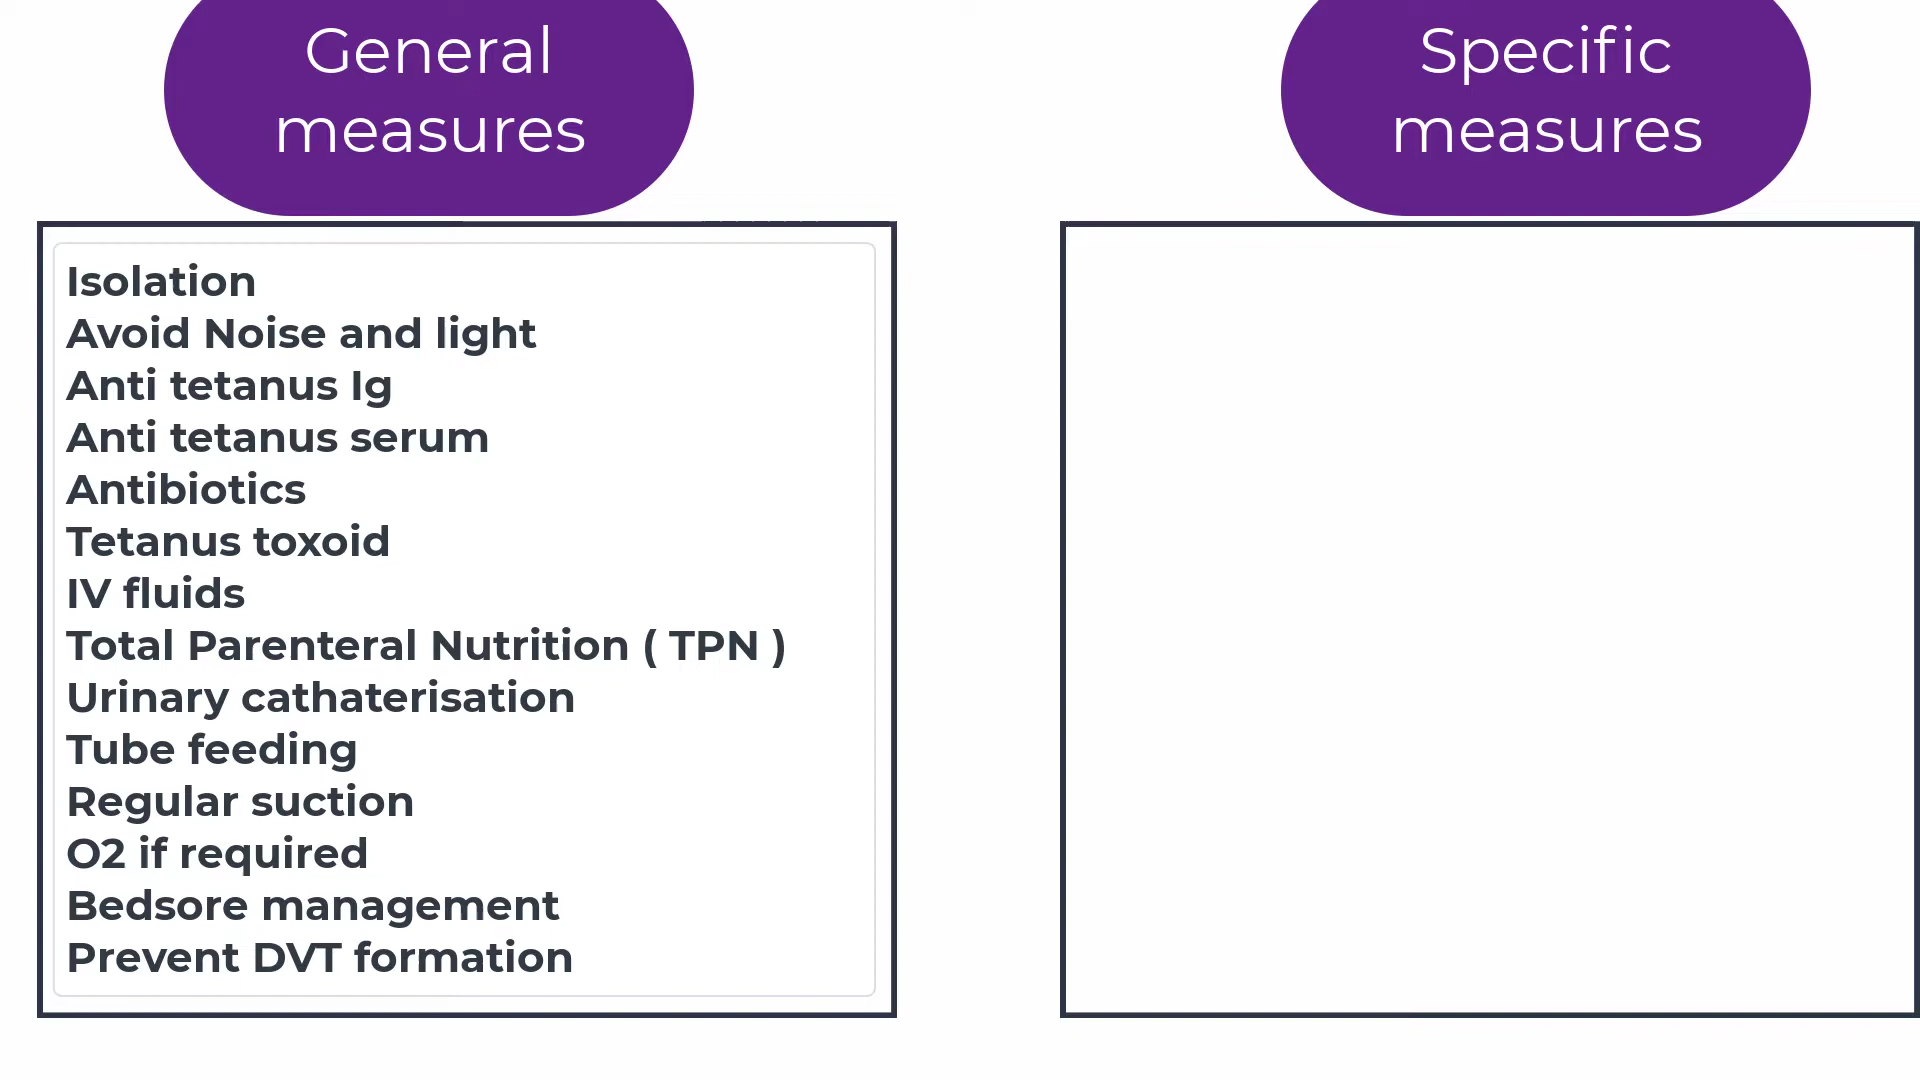 General
measures
Specific
measures
Isolation
Avoid Noise and light
Anti tetanus Ig
Anti tetanus serum
Antibiotics
Tetanus toxoid
IV fluids
Total Parenteral Nutrition ( TPN )
Urinary cathaterisation
Tube feeding
Regular suction
O2 if required
Bedsore management
Prevent DVT formation